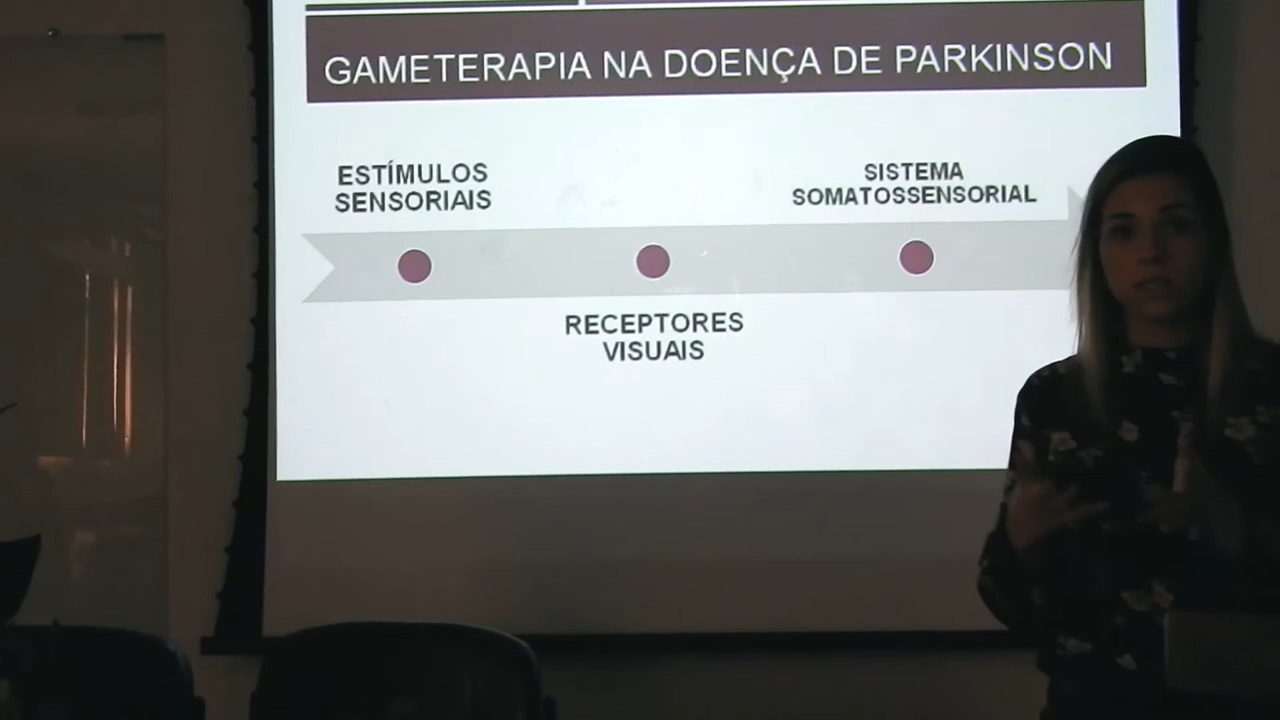 GAMETERAPIA NA DOENÇA DE PARKINSON
ESTÍMULOS
SENSORIAIS
SISTEMA
SOMATOSSENSORIAL
RECEPTORES
VISUAIS